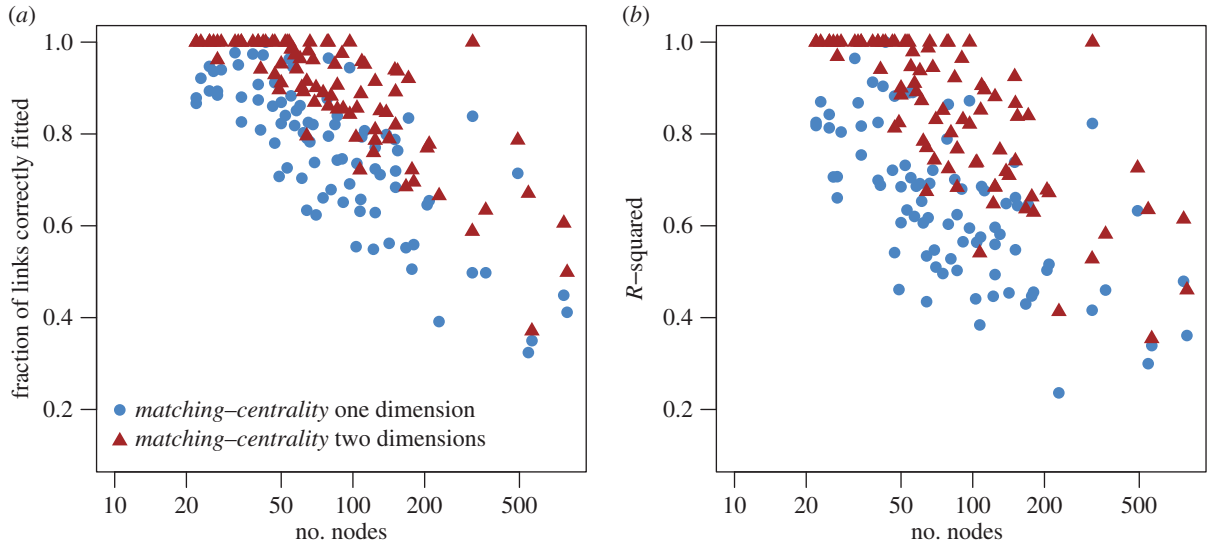 (a)
fraction of links correctly fitted
1.0
0.8
0.6
0.4
0.2
matching–centrality one dimension
matching–centrality two dimensions
10 20 50 100 200 500
no. nodes
(b)
R–squared
1.0
0.8
0.6
0.4
0.2
10 20 50 100 200 500
no. nodes